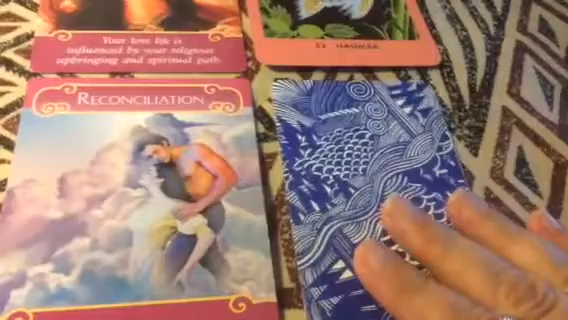 Your love life is
influenced by your religious
upbringing and spiritual path.
RECONCILIATION